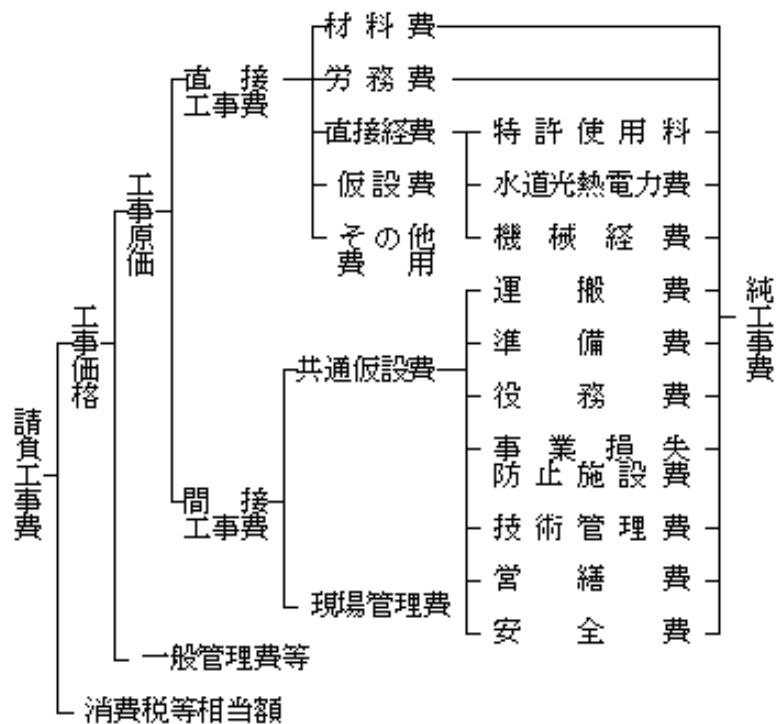 材料費
直接
工事費
労務費
直接経費
特許使用料
仮設費
水道光熱電力費
その他
費用
機械経費
工事原価
運搬費
純工事費
準備費
工事価格
共通仮設費
役務費
請負工事費
事業損失
防止施設費
間接
工事費
技術管理費
営繕費
現場管理費
安全費
一般管理費等
消費税等相当額